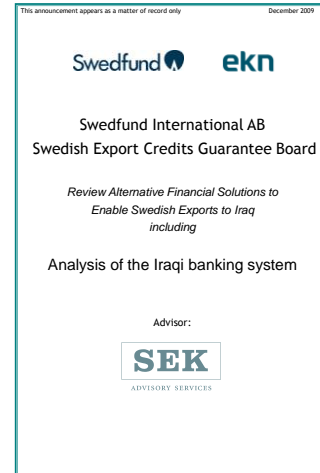 This announcement appears as a matter of record only December 2009
Swedfund ekn
Swedfund International AB
Swedish Export Credits Guarantee Board
Review Alternative Financial Solutions to
Enable Swedish Exports to Iraq
including
Analysis of the Iraqi banking system
Advisor:
SEK
ADVISORY SERVICES